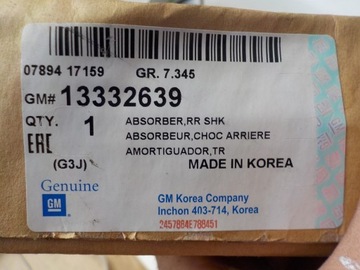 07894 17159 GR. 7.345
GM# 13332639
QTY. 1 ABSORBER,RR SHK
ABSORBEUR,CHOC ARRIERE
AMORTIGUADOR,TR
EAC
(G3J) MADE IN KOREA
Genuine
GM
GM Korea Company
Inchon 403-714, Korea
2457884E788451